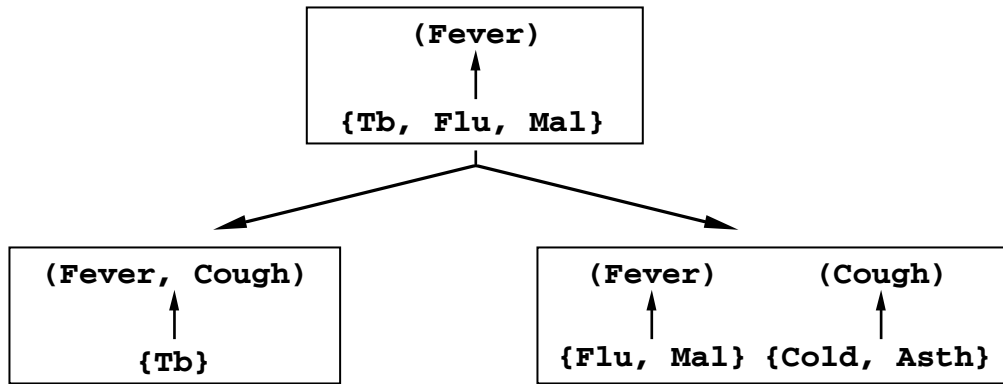 (Fever)
{Tb, Flu, Mal}
(Fever, Cough)
{Tb}
(Fever) (Cough)
{Flu, Mal} {Cold, Asth}